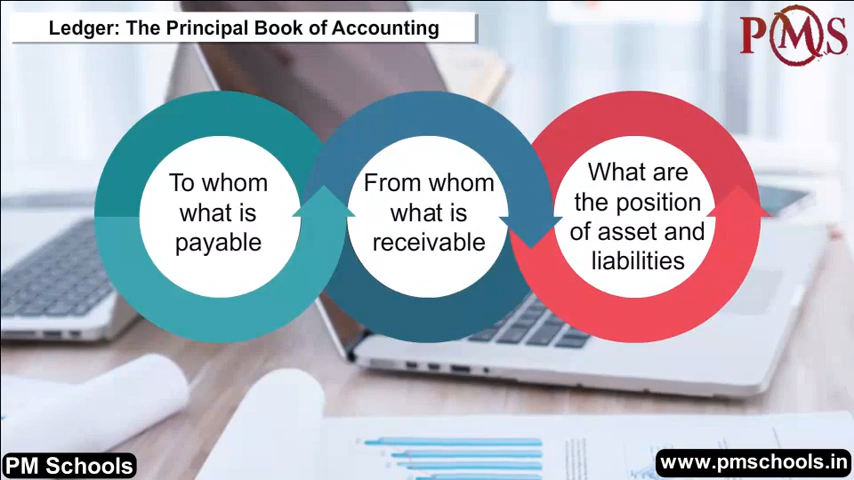 Ledger: The Principal Book of Accounting
PMS
To whom
what is
payable
From whom
what is
receivable
What are
the position
of asset and
liabilities
PM Schools
www.pmschools.in